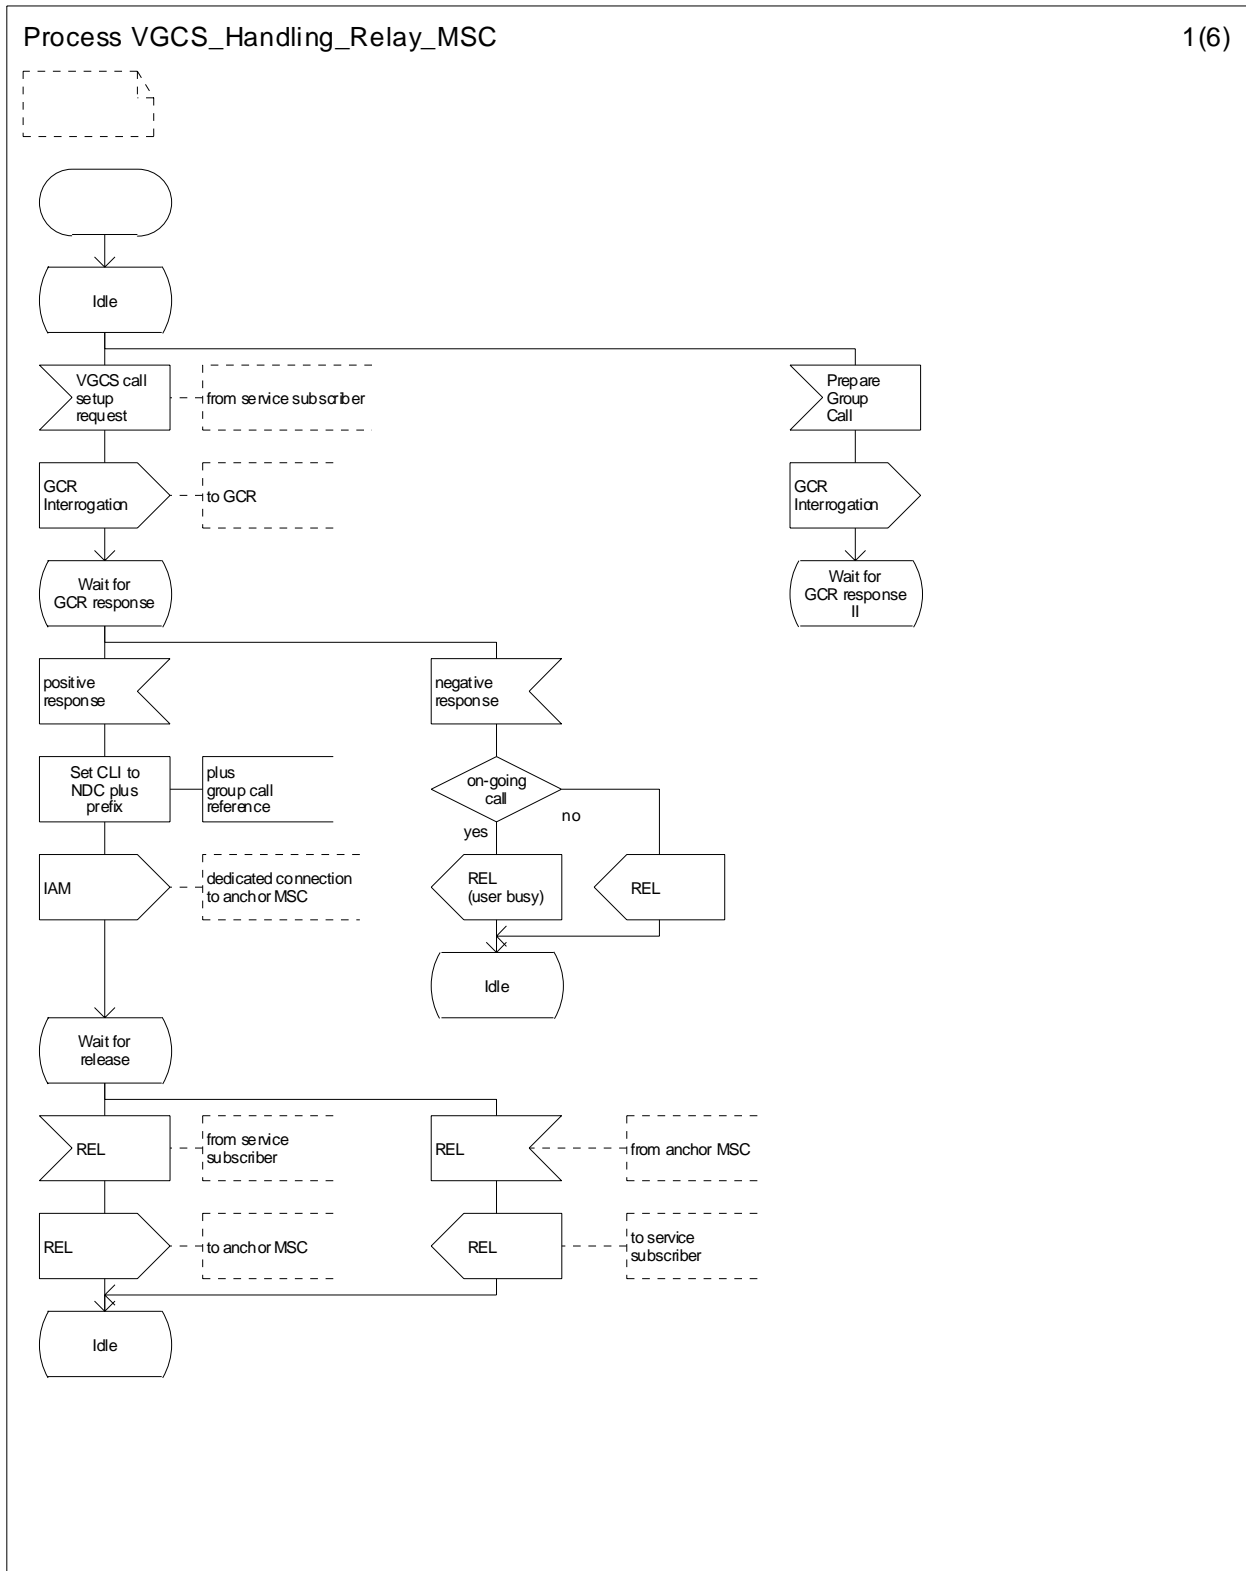 Process VGCS_Handling_Relay_MSC
1(6)
Idle
VGCS call
setup
request
from service subscriber
Prepare
Group
Call
GCR
Interrogation
to GCR
GCR
Interrogation
Wait for
GCR response
Wait for
GCR response
II
positive
response
negative
response
Set CLI to
NDC plus
prefix
plus
group call
reference
on-going
call
no
yes
IAM
dedicated connection
to anchor MSC
REL
(user busy)
REL
Idle
Wait for
release
REL
from service
subscriber
REL
from anchor MSC
REL
to anchor MSC
REL
to service
subscriber
Idle